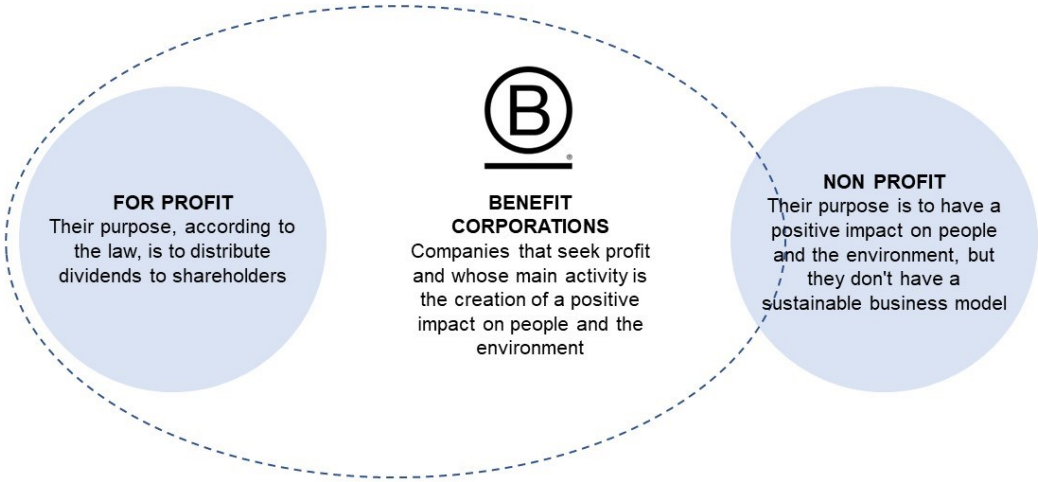 FOR PROFIT
Their purpose, according to
the law, is to distribute
dividends to shareholders
B
BENEFIT
CORPORATIONS
Companies that seek profit
and whose main activity is
the creation of a positive
impact on people and the
environment
NON PROFIT
Their purpose is to have a
positive impact on people
and the environment, but
they don't have a
sustainable business model